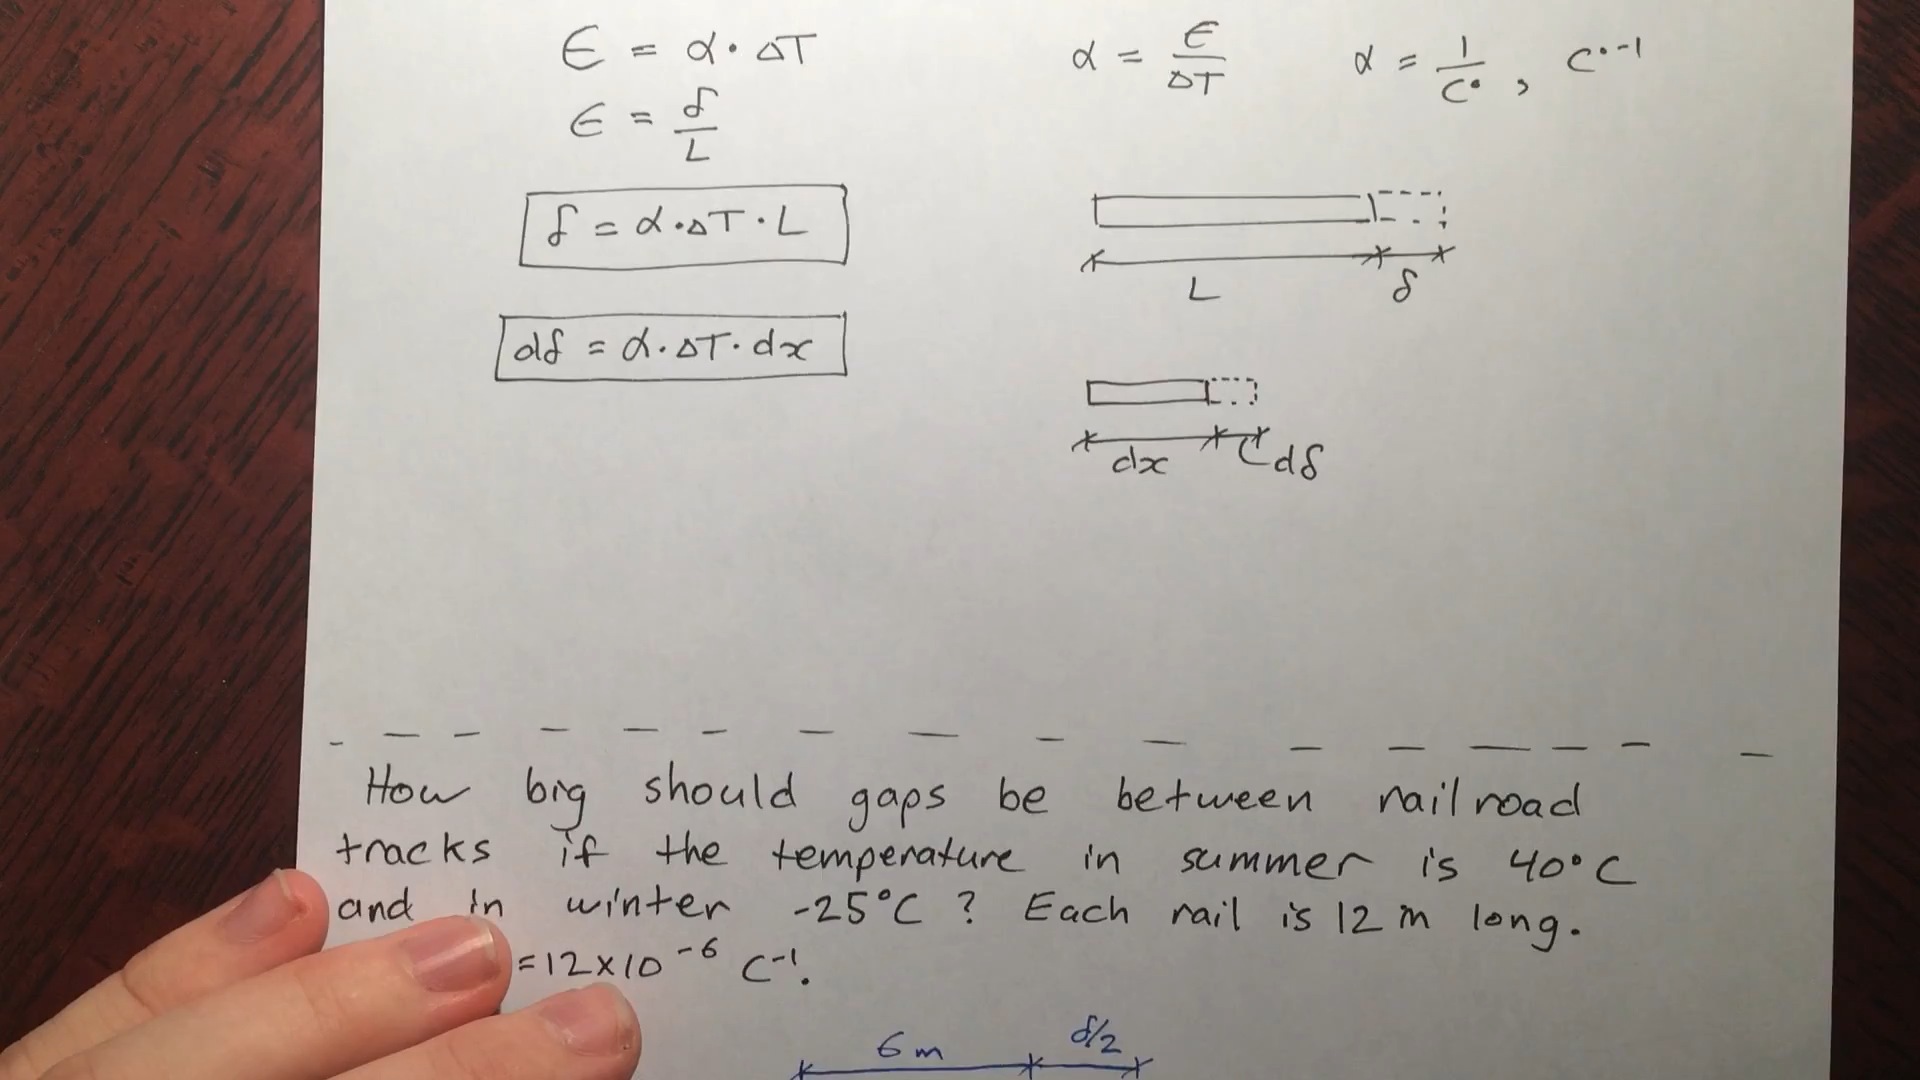 ϵ = α · ΔT
α = ϵ/ΔT
α = 1/C° , C°⁻¹
ϵ = δ/L
δ = α · ΔT · L
L δ
dδ = α · ΔT · dx
dx dδ
How big should gaps be between railroad
tracks if the temperature in summer is 40°C
and in winter -25°C ? Each rail is 12 m long.
= 12 x 10⁻⁶ C⁻¹.
6 m δ/2